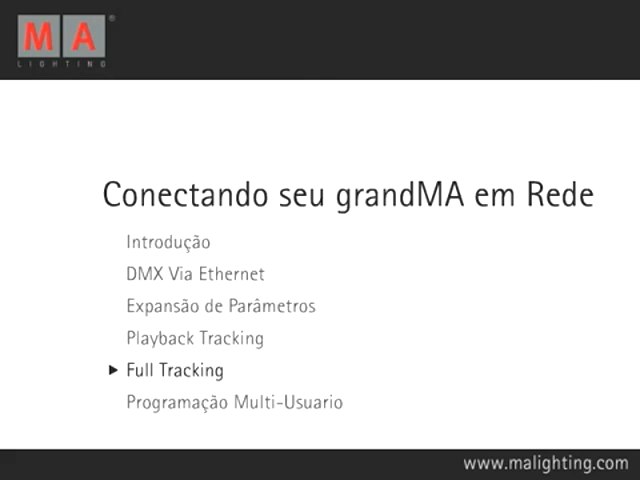 MA®
LIGHTING
Conectando seu grandMA em Rede
Introdução
DMX Via Ethernet
Expansão de Parâmetros
Playback Tracking
Full Tracking
Programação Multi-Usuario
www.malighting.com